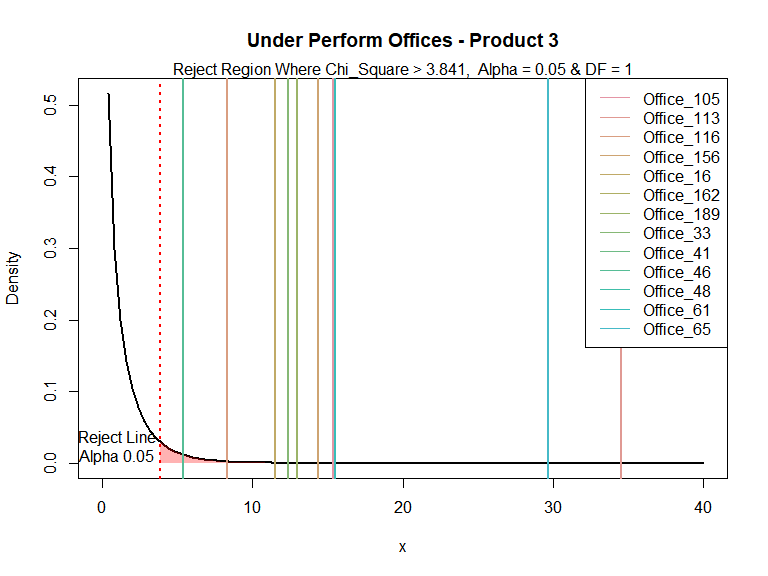 Under Perform Offices - Product 3
Reject Region Where Chi_Square > 3.841, Alpha = 0.05 & DF = 1
Office_105
Office_113
Office_116
Office_156
Office_16
Office_162
Office_189
Office_33
Office_41
Office_46
Office_48
Office_61
Office_65
Density
0.5
0.4
0.3
0.2
0.1
0.0
Reject Line
Alpha 0.05
0 10 20 30 40
x